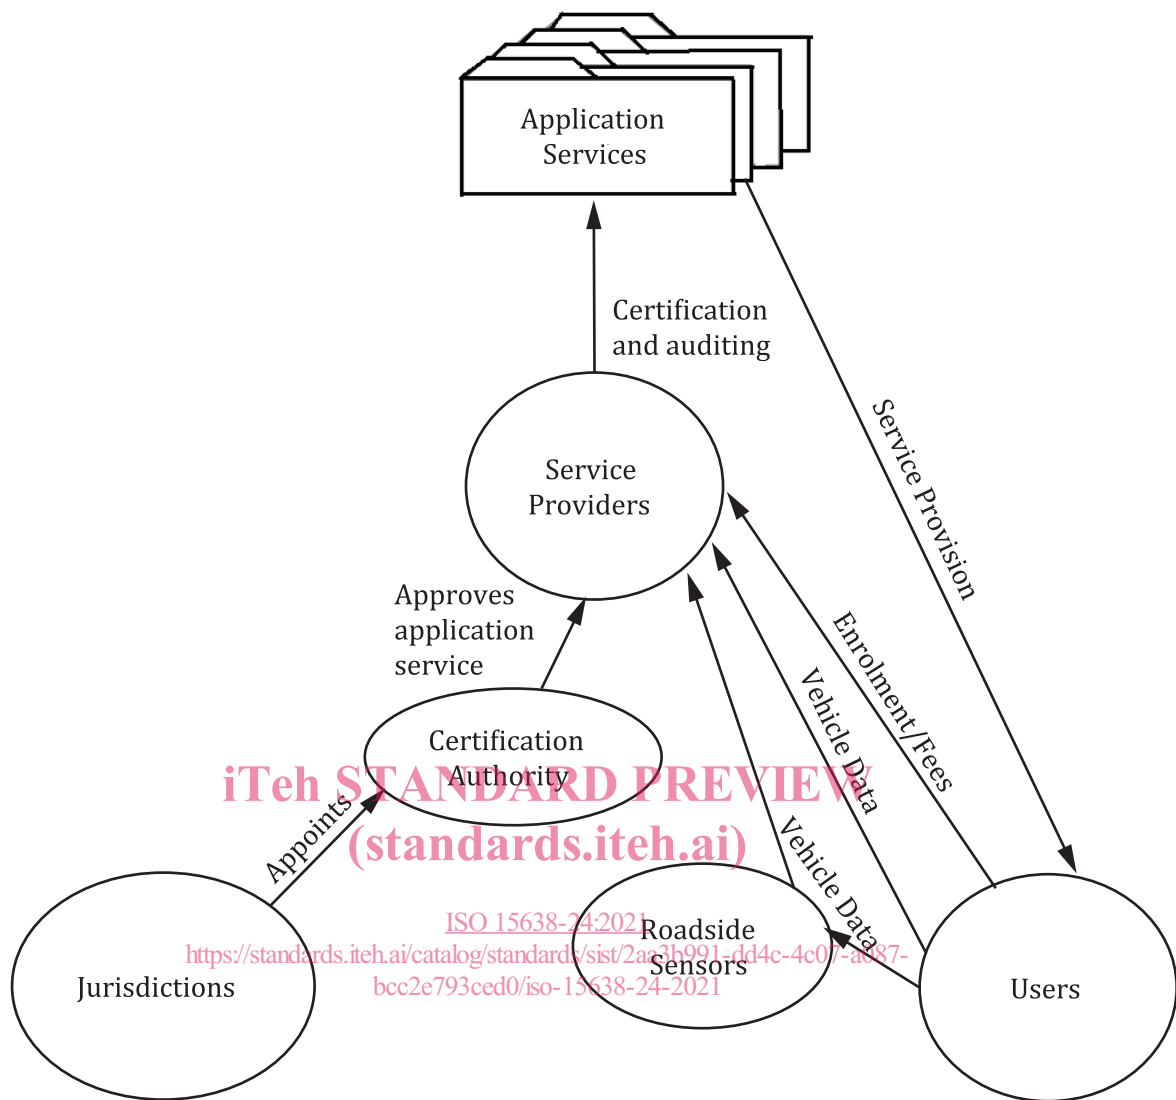 Application
Services
Certification
and auditing
Service Provision
Service
Providers
Approves
application
service
Enrolment/Fees
Vehicle Data
Certification
Authority
iTeh STANDARD PREVIEW
(standards.iteh.ai)
Appoints
Vehicle Data
ISO 15638-24:2021
https://standards.iteh.ai/catalog/standards/sist/2aa3b991-dd4c-4c07-a087-
bcc2e793ced0/iso-15638-24-2021
Roadside
Sensors
Jurisdictions
Users